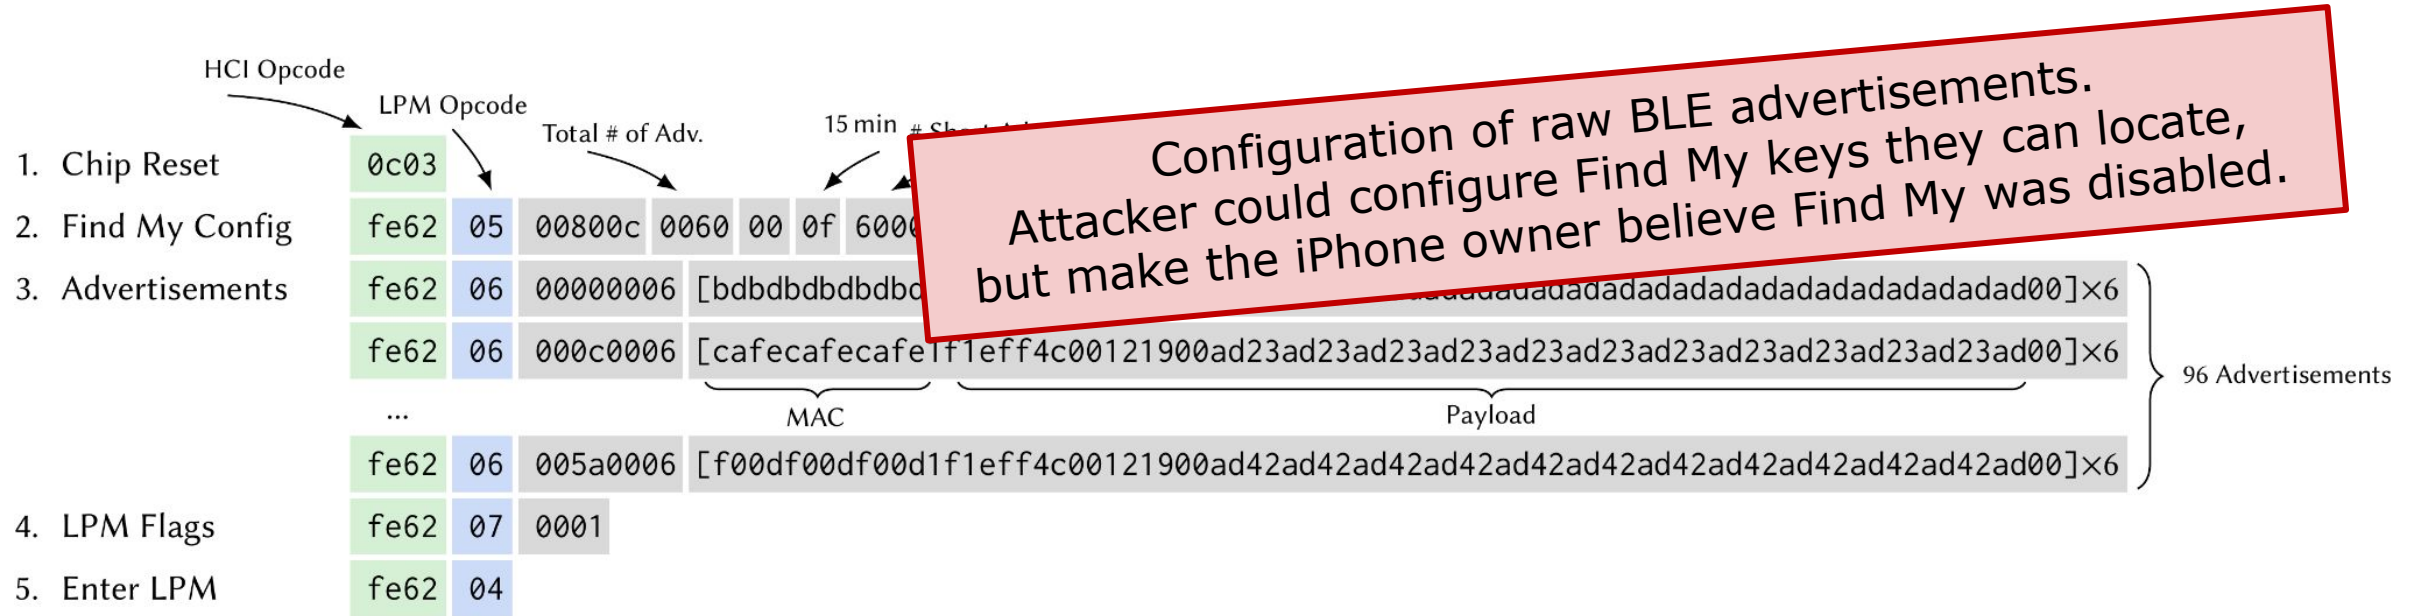 HCI Opcode
LPM Opcode
Total # of Adv.
15 min
Configuration of raw BLE advertisements.
Attacker could configure Find My keys they can locate,
but make the iPhone owner believe Find My was disabled.
1. Chip Reset 0c03
2. Find My Config fe62 05 00800c 0060 00 0f
3. Advertisements fe62 06 00000006
fe62 06 000c0006
MAC Payload
96 Advertisements
...
fe62 06 005a0006 [f00df00df00d1f1eff4c00121900ad42ad42ad42ad42ad42ad42ad42ad42ad42ad42ad42ad00]×6
4. LPM Flags fe62 07 0001
5. Enter LPM fe62 04